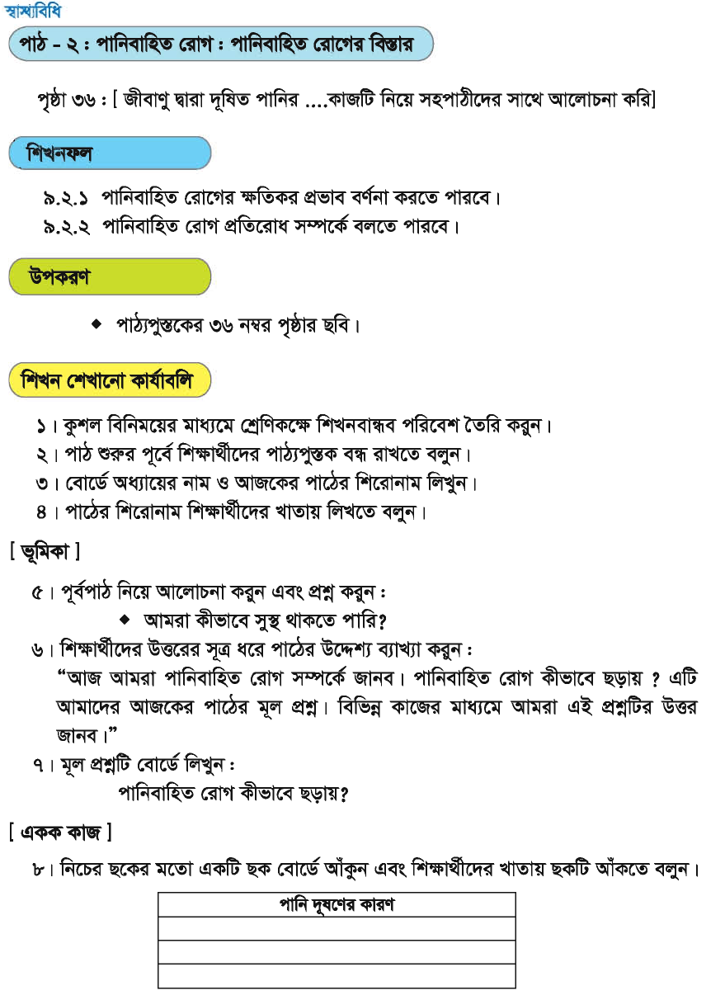 স্বাস্থ্যবিধি
পাঠ – ২ : পানিবাহিত রোগ : পানিবাহিত রোগের বিস্তার
পৃষ্ঠা ৩৬ : [ জীবাণু দ্বারা দূষিত পানির ....কাজটি নিয়ে সহপাঠীদের সাথে আলোচনা করি]
শিখনফল
৯.২.১ পানিবাহিত রোগের ক্ষতিকর প্রভাব বর্ণনা করতে পারবে।
৯.২.২ পানিবাহিত রোগ প্রতিরোধ সম্পর্কে বলতে পারবে।
উপকরণ
◆ পাঠ্যপুস্তকের ৩৬ নম্বর পৃষ্ঠার ছবি।
শিখন শেখানো কার্যাবলি
১। কুশল বিনিময়ের মাধ্যমে শ্রেণিকক্ষে শিখনবান্ধব পরিবেশ তৈরি করুন।
২। পাঠ শুরুর পূর্বে শিক্ষার্থীদের পাঠ্যপুস্তক বন্ধ রাখতে বলুন।
৩। বোর্ডে অধ্যায়ের নাম ও আজকের পাঠের শিরোনাম লিখুন।
৪। পাঠের শিরোনাম শিক্ষার্থীদের খাতায় লিখতে বলুন।
[ ভূমিকা ]
৫। পূর্বপাঠ নিয়ে আলোচনা করুন এবং প্রশ্ন করুন :
◆ আমরা কীভাবে সুস্থ থাকতে পারি?
৬। শিক্ষার্থীদের উত্তরের সূত্র ধরে পাঠের উদ্দেশ্য ব্যাখ্যা করুন :
“আজ আমরা পানিবাহিত রোগ সম্পর্কে জানব। পানিবাহিত রোগ কীভাবে ছড়ায় ? এটি
আমাদের আজকের পাঠের মূল প্রশ্ন। বিভিন্ন কাজের মাধ্যমে আমরা এই প্রশ্নটির উত্তর
জানব।”
৭। মূল প্রশ্নটি বোর্ডে লিখুন :
পানিবাহিত রোগ কীভাবে ছড়ায়?
[ একক কাজ ]
৮। নিচের ছকের মতো একটি ছক বোর্ডে আঁকুন এবং শিক্ষার্থীদের খাতায় ছকটি আঁকতে বলুন।
পানি দূষণের কারণ